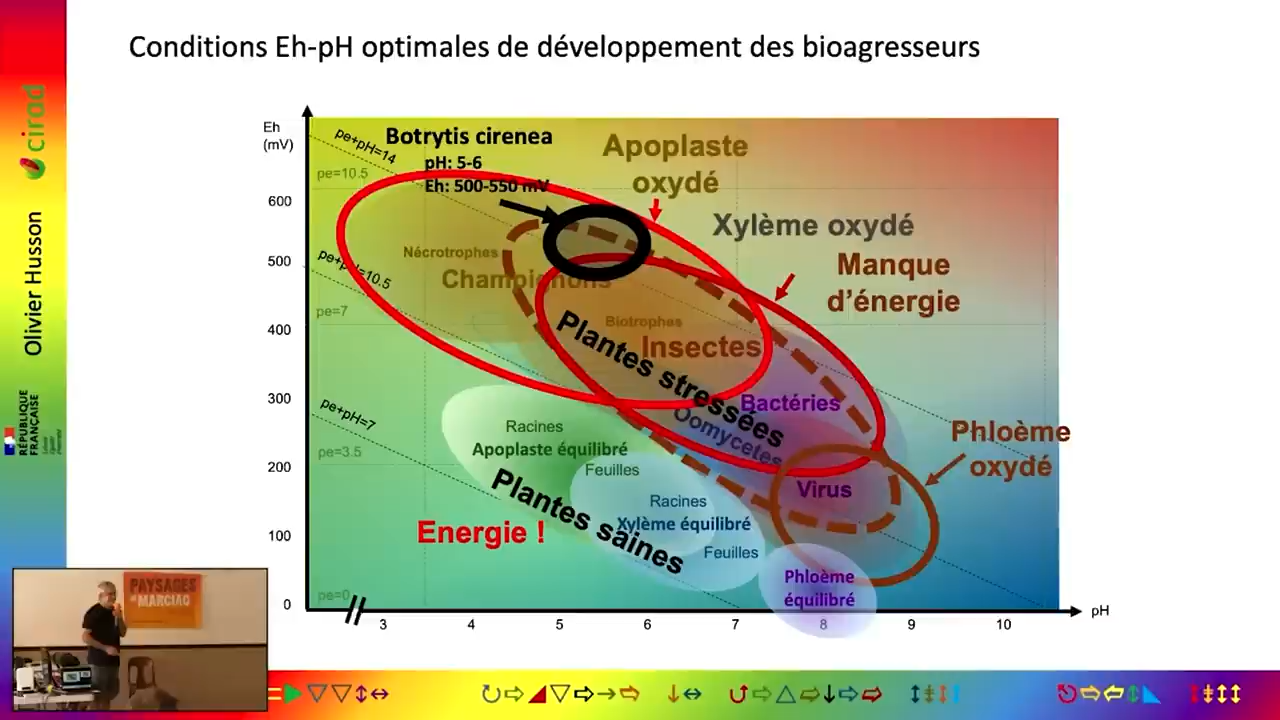 Conditions Eh-pH optimales de développement des bioagresseurs
cirad
Olivier Husson
RÉPUBLIQUE
FRANÇAISE
Eh
(mV)
600
500
400
300
200
100
0
3
4
5
6
7
8
9
10
pH
pe+pH=14
pe=10.5
pe+pH=10.5
pe=7
pe+pH=7
pe=3.5
pe=0
Botrytis cirenea
pH: 5-6
Eh: 500-550 mV
Apoplaste
oxydé
Xylème oxydé
Manque
d'énergie
Nécrotrophes
Champignons
Biotrophes
Insectes
Plantes stressées
Bactéries
Oomycetes
Virus
Phloème
oxydé
Racines
Apoplaste équilibré
Feuilles
Plantes saines
Racines
Xylème équilibré
Feuilles
Energie !
Phloème
équilibré
PAYSAGES
MARCIAC